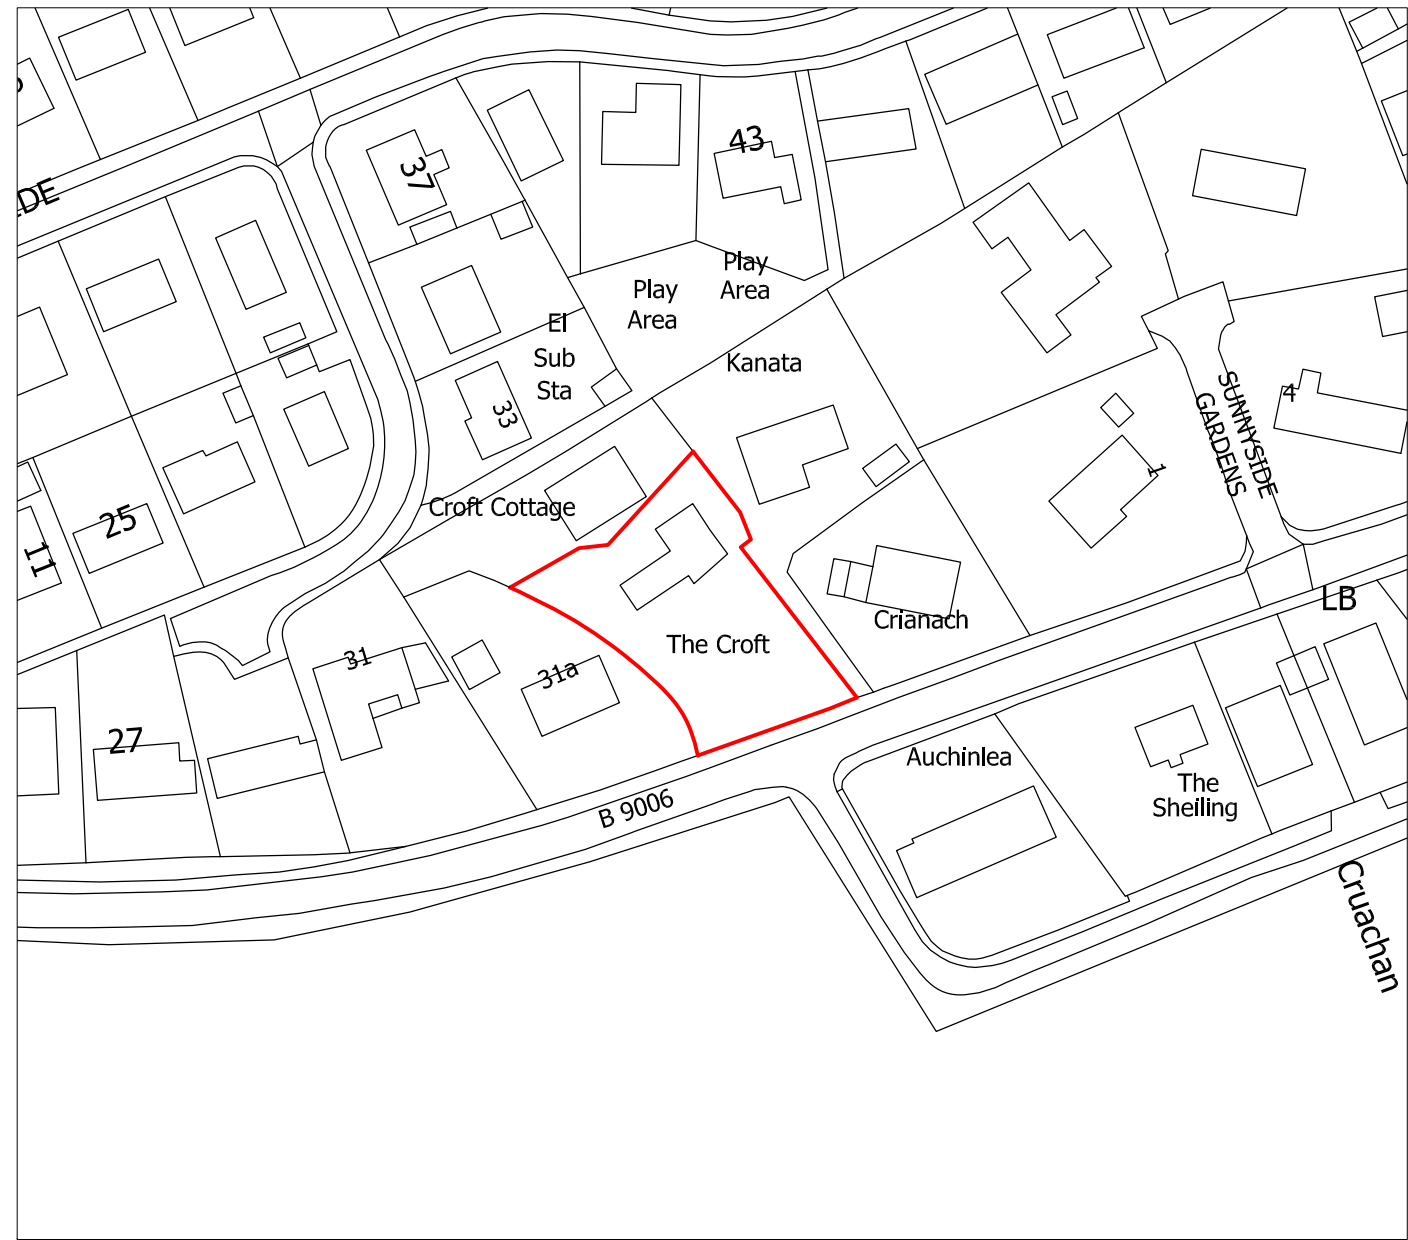 43
37
Play
Area
Play
Area
El
Sub
Sta
Kanata
33
4
SUNNYSIDE
GARDENS
1
Croft Cottage
25
11
LB
Crianach
The Croft
31
31a
27
Auchinlea
B 9006
The
Sheiling
Cruachan